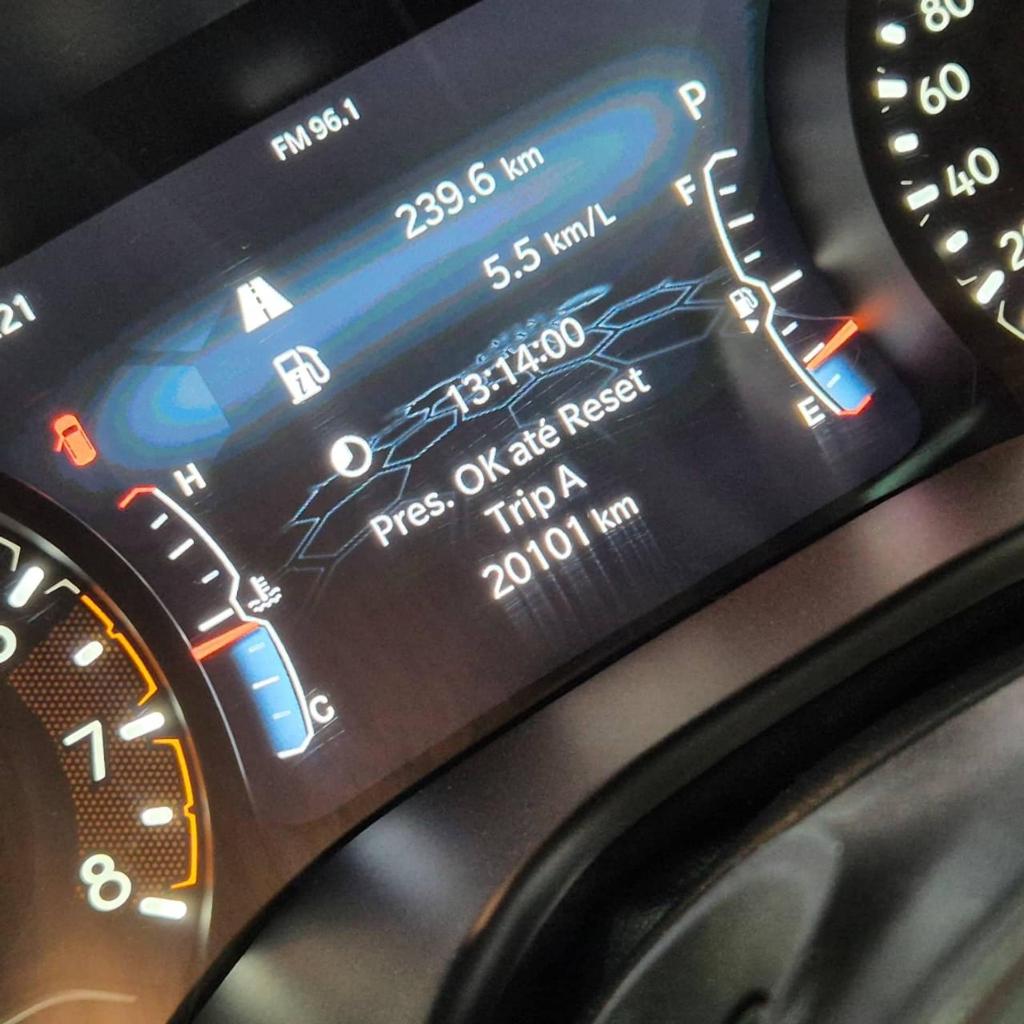 FM 96.1
P
239.6 km
5.5 km/L
13:14:00
Pres. OK até Reset
Trip A
20101 km
F
E
H
C
7
8
80
60
40